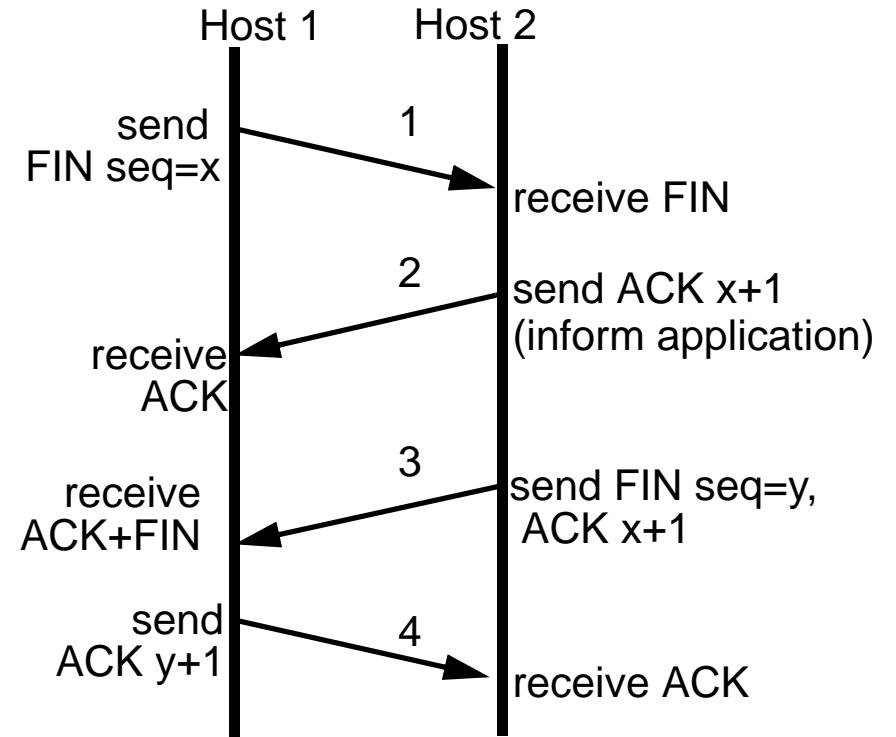 Host 1
Host 2
1
send
FIN seq=x
receive FIN
2
send ACK x+1
(inform application)
receive
ACK
3
send FIN seq=y,
ACK x+1
receive
ACK+FIN
send
ACK y+1
4
receive ACK